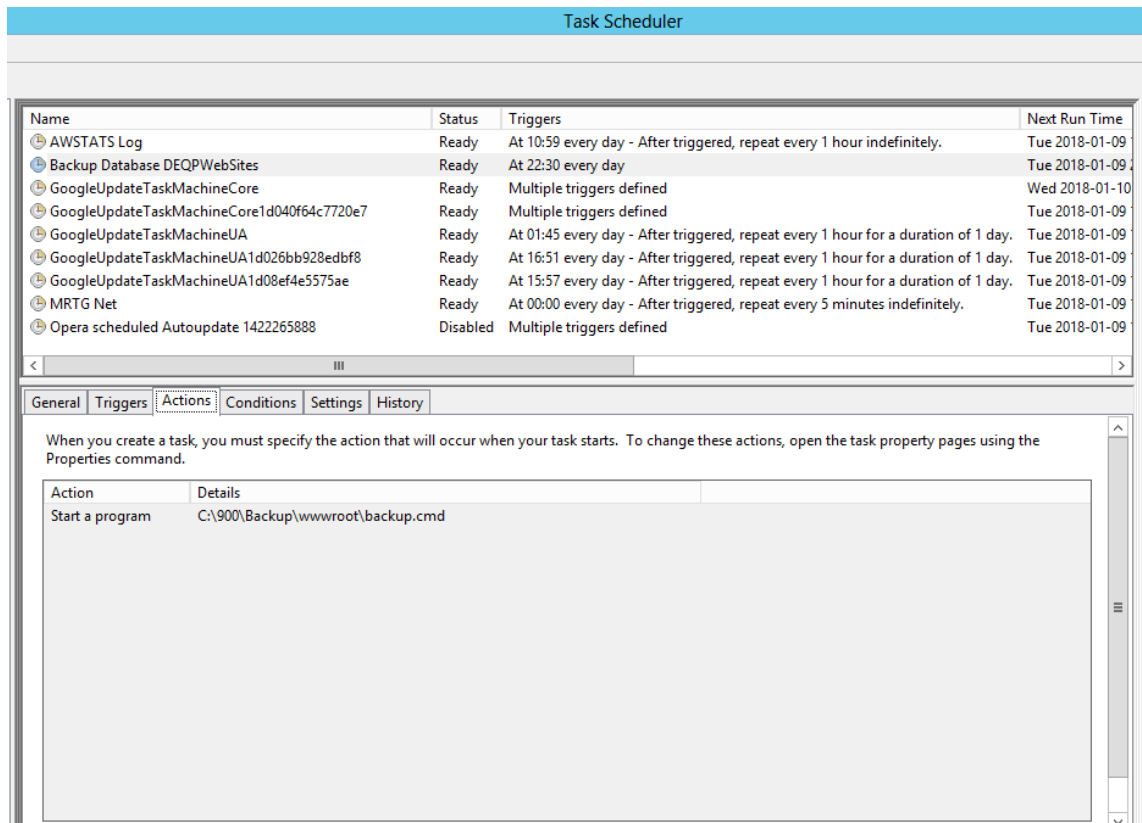 Task Scheduler
Name Status Triggers Next Run Time
AWSTATS Log Ready At 10:59 every day - After triggered, repeat every 1 hour indefinitely. Tue 2018-01-09
Backup Database DEQPWebSites Ready At 22:30 every day Tue 2018-01-09
GoogleUpdateTaskMachineCore Ready Multiple triggers defined Wed 2018-01-10
GoogleUpdateTaskMachineCore1d040f64c7720e7 Ready Multiple triggers defined Tue 2018-01-09
GoogleUpdateTaskMachineUA Ready At 01:45 every day - After triggered, repeat every 1 hour for a duration of 1 day. Tue 2018-01-09
GoogleUpdateTaskMachineUA1d026bb928edbf8 Ready At 16:51 every day - After triggered, repeat every 1 hour for a duration of 1 day. Tue 2018-01-09
GoogleUpdateTaskMachineUA1d08ef4e5575ae Ready At 15:57 every day - After triggered, repeat every 1 hour for a duration of 1 day. Tue 2018-01-09
MRTG Net Ready At 00:00 every day - After triggered, repeat every 5 minutes indefinitely. Tue 2018-01-09
Opera scheduled Autoupdate 1422265888 Disabled Multiple triggers defined Tue 2018-01-09
General Triggers Actions Conditions Settings History
When you create a task, you must specify the action that will occur when your task starts. To change these actions, open the task property pages using the
Properties command.
Action Details
Start a program C:\900\Backup\wwwroot\backup.cmd